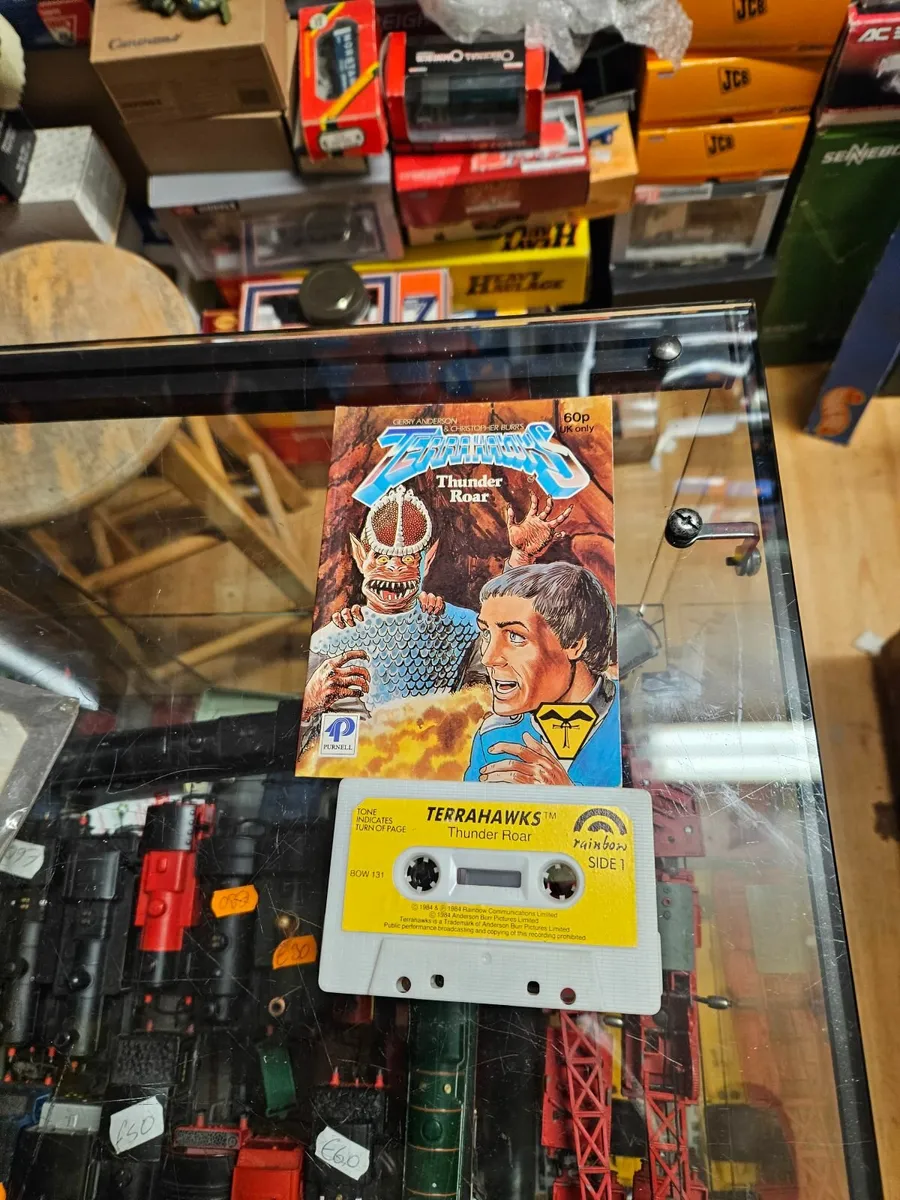 HORNBY
JCB
JCB
JCB
HEAVY
HEAVY
HAULAGE
7
GERRY ANDERSON
& CHRISTOPHER BURR'S
60p
UK only
TERRAHAWKS
Thunder
Roar
PURNELL
TONE
INDICATES
TURN OF PAGE
TERRAHAWKS™
Thunder Roar
rainbow
SIDE 1
BOW 131
© 1984 & ℗ 1984 Rainbow Communications Limited
© 1984 Anderson Burr Pictures Limited
Terrahawks is a Trademark of Anderson Burr Pictures Limited.
Public performance broadcasting and copying of this recording prohibited.
£50
£60